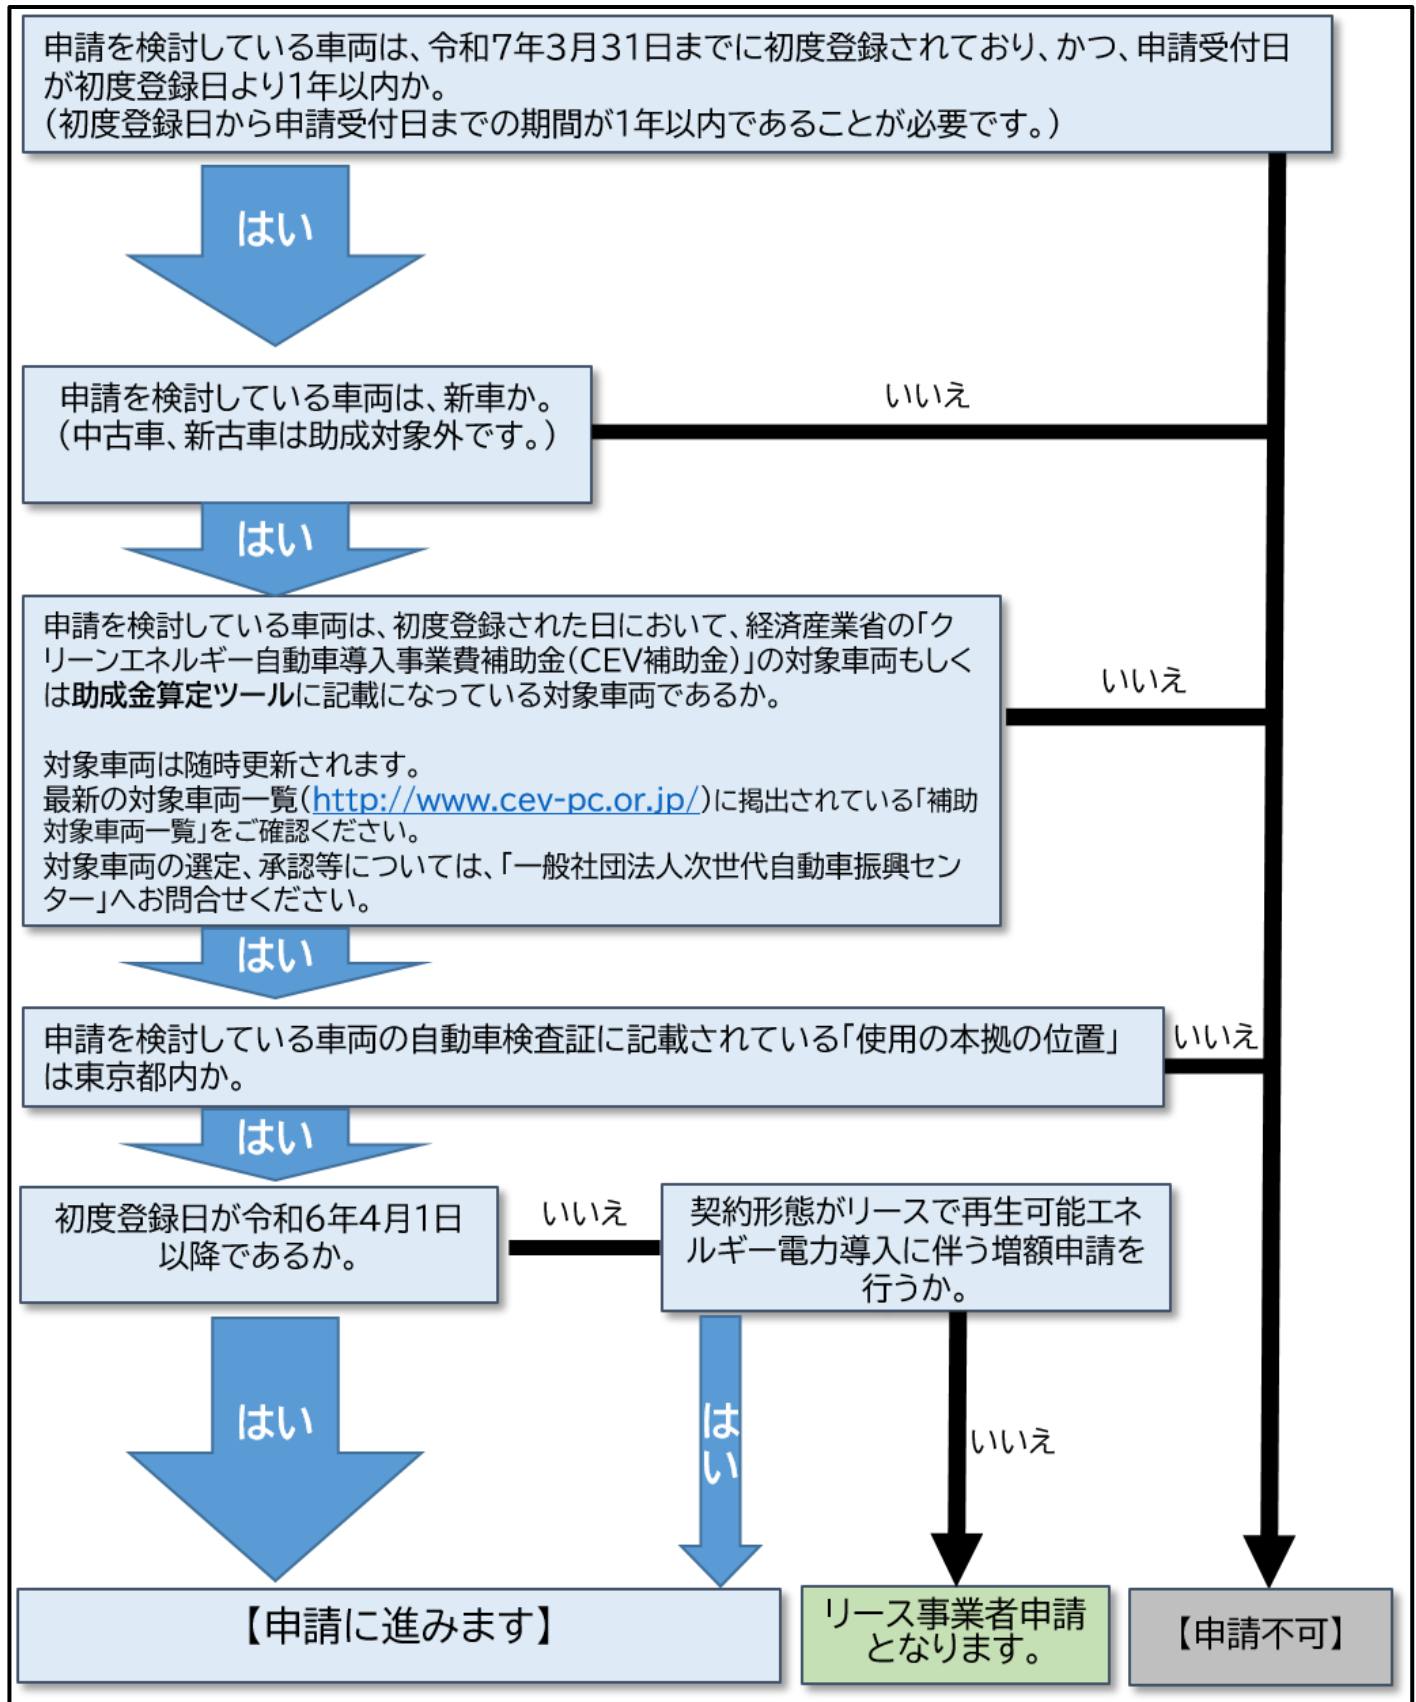 申請を検討している車両は、令和7年3月31日までに初度登録されており、かつ、申請受付日
が初度登録日より1年以内か。
(初度登録日から申請受付日までの期間が1年以内であることが必要です。)
はい
申請を検討している車両は、新車か。
(中古車、新古車は助成対象外です。)
いいえ
はい
申請を検討している車両は、初度登録された日において、経済産業省の「ク
リーンエネルギー自動車導入事業費補助金(CEV補助金)」の対象車両もしく
は助成金算定ツールに記載になっている対象車両であるか。
対象車両は随時更新されます。
最新の対象車両一覧(http://www.cev-pc.or.jp/)に掲出されている「補助
対象車両一覧」をご確認ください。
対象車両の選定、承認等については、「一般社団法人次世代自動車振興セン
ター」へお問合せください。
いいえ
はい
申請を検討している車両の自動車検査証に記載されている「使用の本拠の位置」
は東京都内か。
いいえ
はい
初度登録日が令和6年4月1日
以降であるか。
いいえ
契約形態がリースで再生可能エネ
ルギー電力導入に伴う増額申請を
行うか。
はい
はい
いいえ
【申請に進みます】
リース事業者申請
となります。
【申請不可】